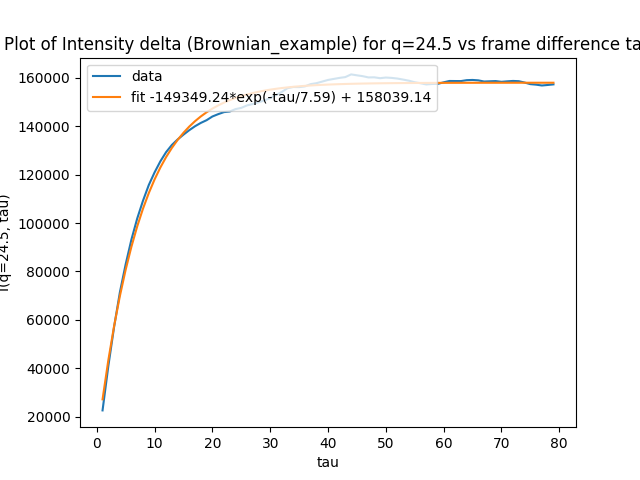 Plot of Intensity delta (Brownian_example) for q=24.5 vs frame difference ta
data
fit -149349.24*exp(-tau/7.59) + 158039.14
160000
140000
120000
100000
80000
60000
40000
20000
I(q=24.5, tau)
0 10 20 30 40 50 60 70 80
tau